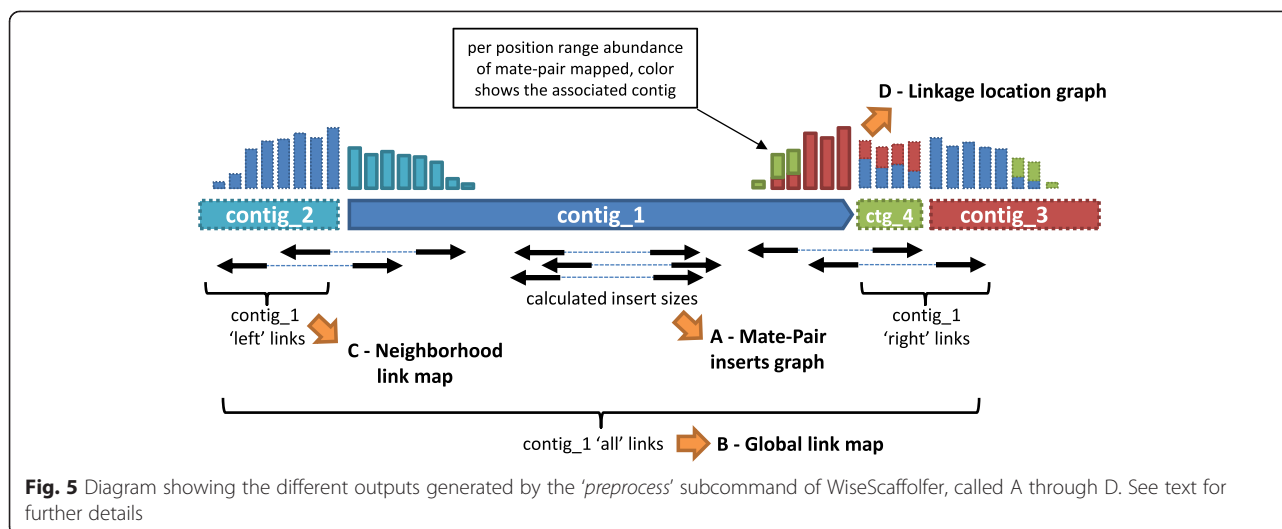 per position range abundance
of mate-pair mapped, color
shows the associated contig
D - Linkage location graph
contig_2
contig_1
ctg_4
contig_3
calculated insert sizes
contig_1
'left' links
contig_1
'right' links
C - Neighborhood
link map
A - Mate-Pair
inserts graph
contig_1 'all' links
B - Global link map
Fig. 5 Diagram showing the different outputs generated by the 'preprocess' subcommand of WiseScaffolfer, called A through D. See text for
further details